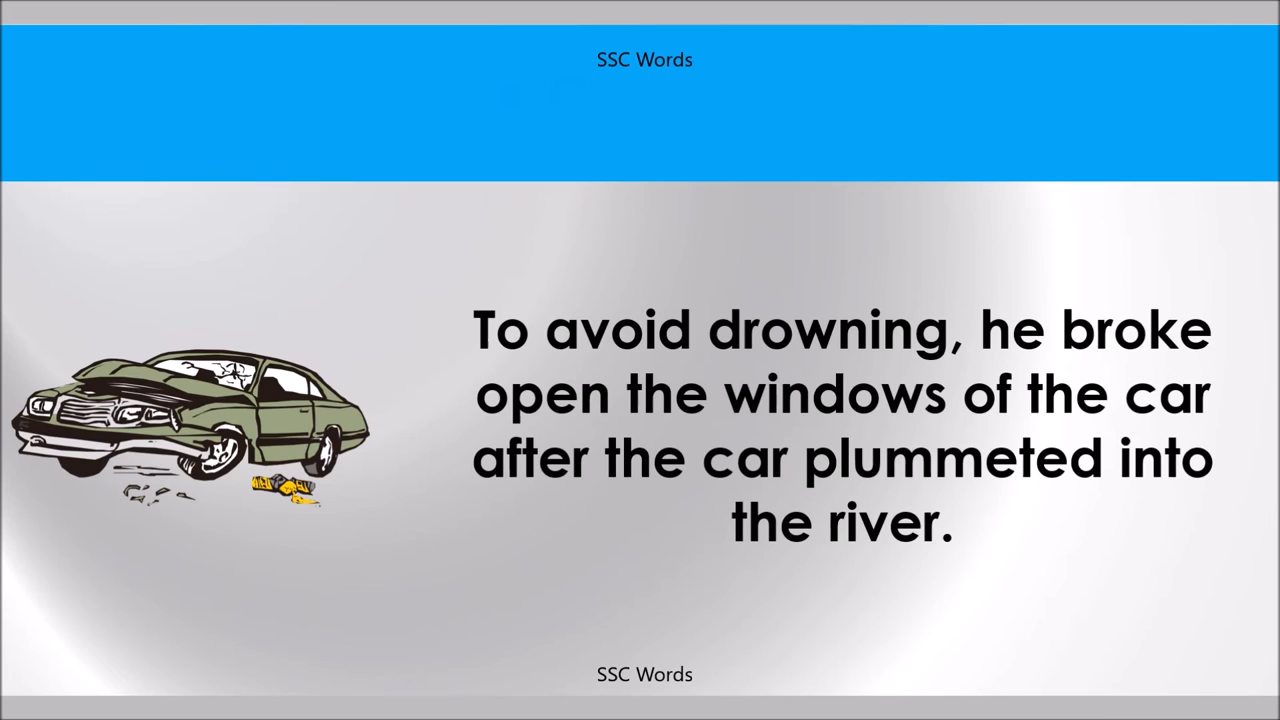 SSC Words
To avoid drowning, he broke
open the windows of the car
after the car plummeted into
the river.
SSC Words